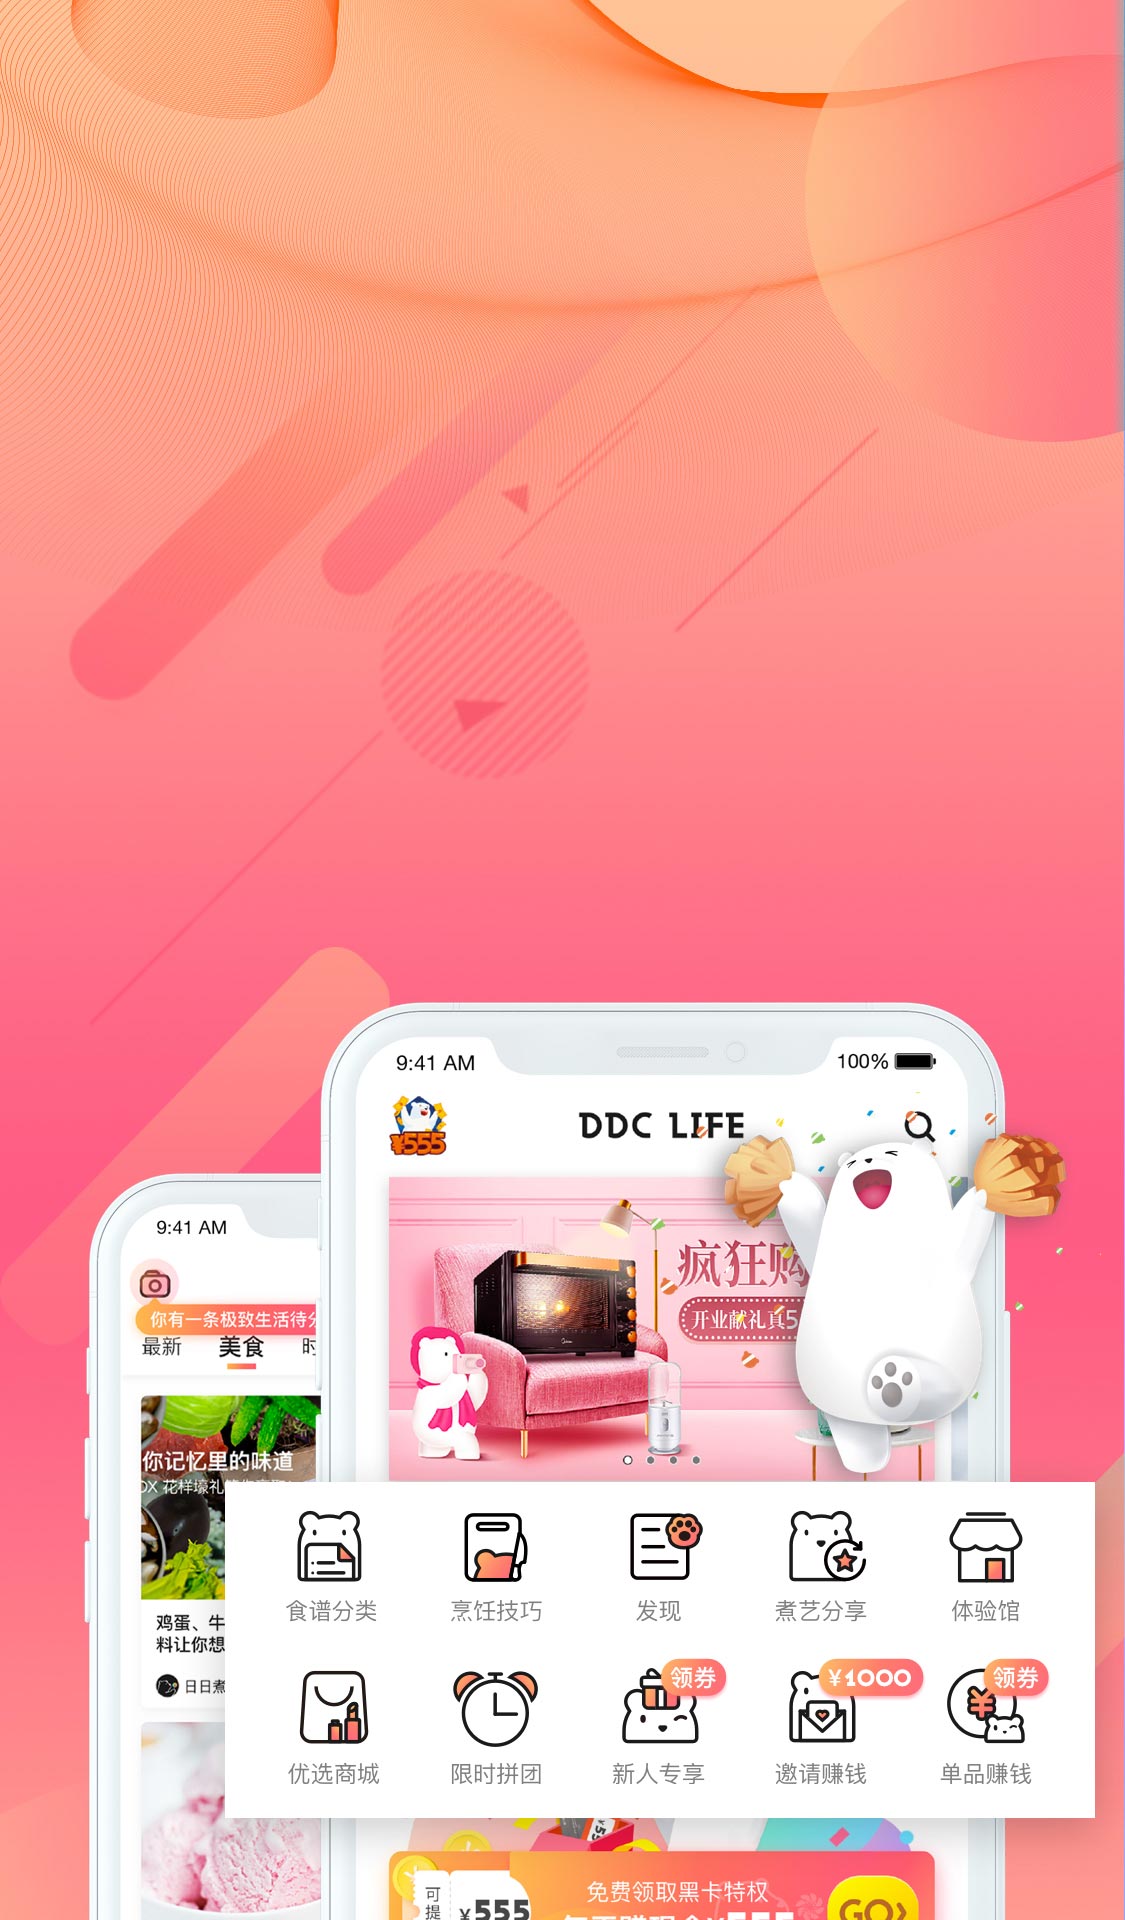 9:41 AM
100%
¥555
DDC LIFE
疯狂购
开业献礼真5
9:41 AM
你有一条极致生活待分
最新
美食
时
你记忆里的味道
鸡蛋、牛
料让你想
日日煮
食谱分类
烹饪技巧
发现
煮艺分享
体验馆
领券
¥1000
领券
优选商城
限时拼团
新人专享
邀请赚钱
单品赚钱
可提
¥555
免费领取黑卡特权
GO